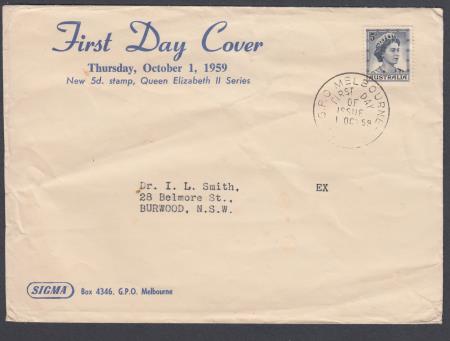 First Day Cover
Thursday, October 1, 1959
New 5d. stamp, Queen Elizabeth II Series
5D
AUSTRALIA
G.P.O. MELBOURNE
FIRST DAY
OF
ISSUE
1 OCT 59
Dr. I. L. Smith, EX
28 Belmore St.,
BURWOOD, N.S.W.
SIGMA Box 4346. G.P.O. Melbourne